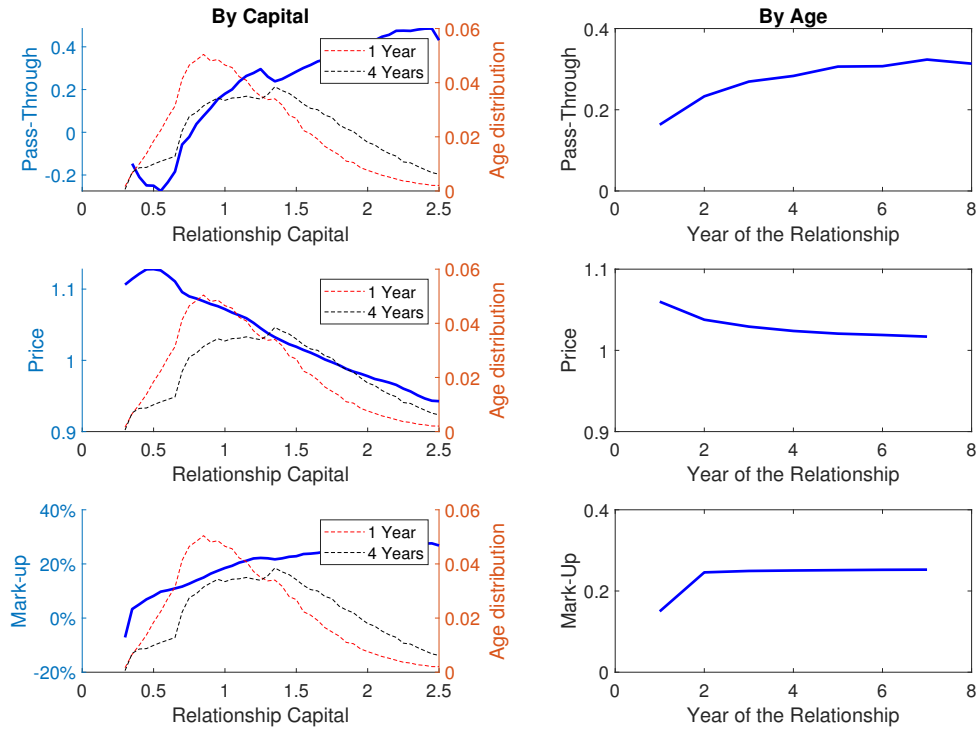 By Capital
By Age
0.4
0.2
0
-0.2
Pass-Through
0.06
0.04
0.02
0
Age distribution
1 Year
4 Years
0
0.5
1
1.5
2
2.5
Relationship Capital
0.4
0.2
0
Pass-Through
0
2
4
6
8
Year of the Relationship
1.1
1
0.9
Price
0.06
0.04
0.02
0
Age distribution
1 Year
4 Years
0
0.5
1
1.5
2
2.5
Relationship Capital
1.1
1
0.9
Price
0
2
4
6
8
Year of the Relationship
40%
20%
0%
-20%
Mark-up
0.06
0.04
0.02
0
Age distribution
1 Year
4 Years
0
0.5
1
1.5
2
2.5
Relationship Capital
0.4
0.2
0
Mark-Up
0
2
4
6
8
Year of the Relationship